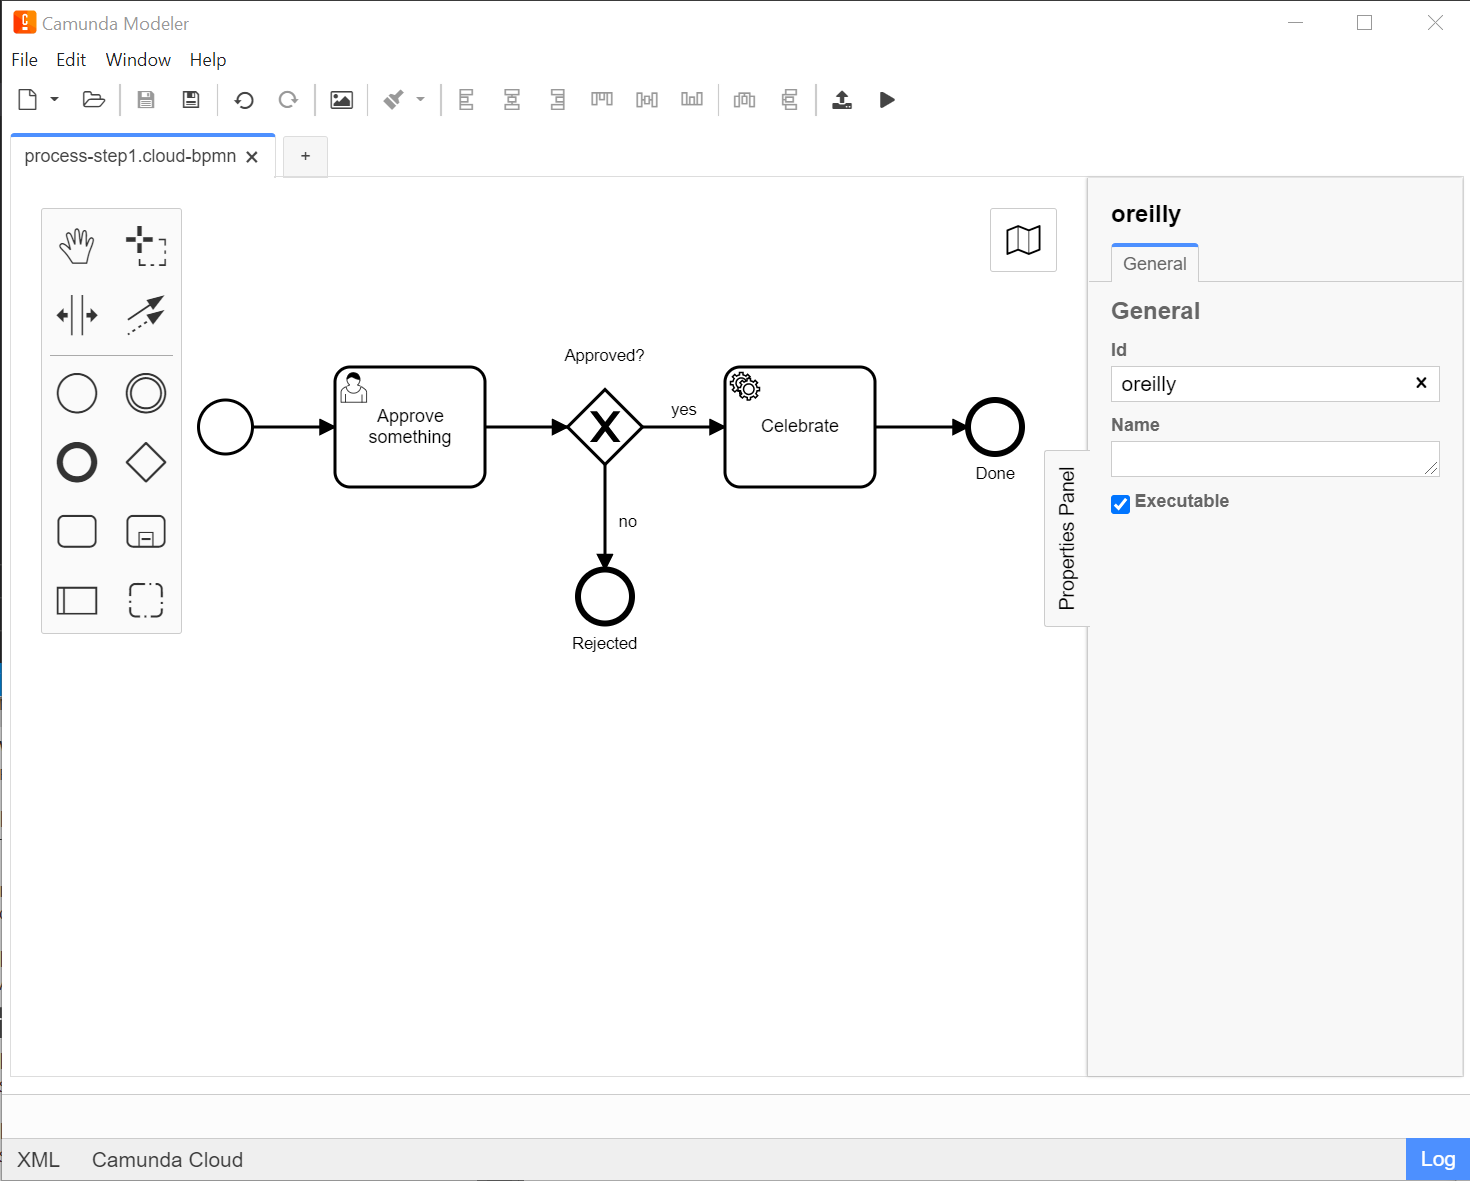 Camunda Modeler
File Edit Window Help
process-step1.cloud-bpmn
+
oreilly
General
General
Id
oreilly
Name
Executable
Properties Panel
Approved?
Approve
something
X
yes
Celebrate
Done
no
Rejected
XML Camunda Cloud
Log